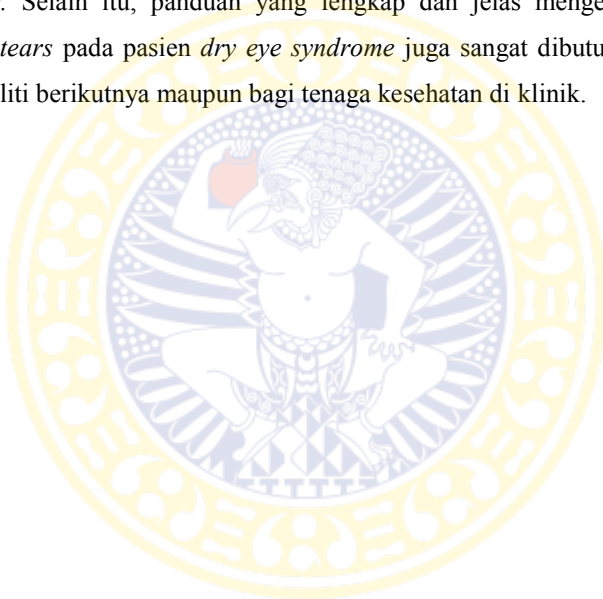 . Selain itu, panduan yang lengkap dan jelas menge
tears pada pasien dry eye syndrome juga sangat dibutu
liti berikutnya maupun bagi tenaga kesehatan di klinik.